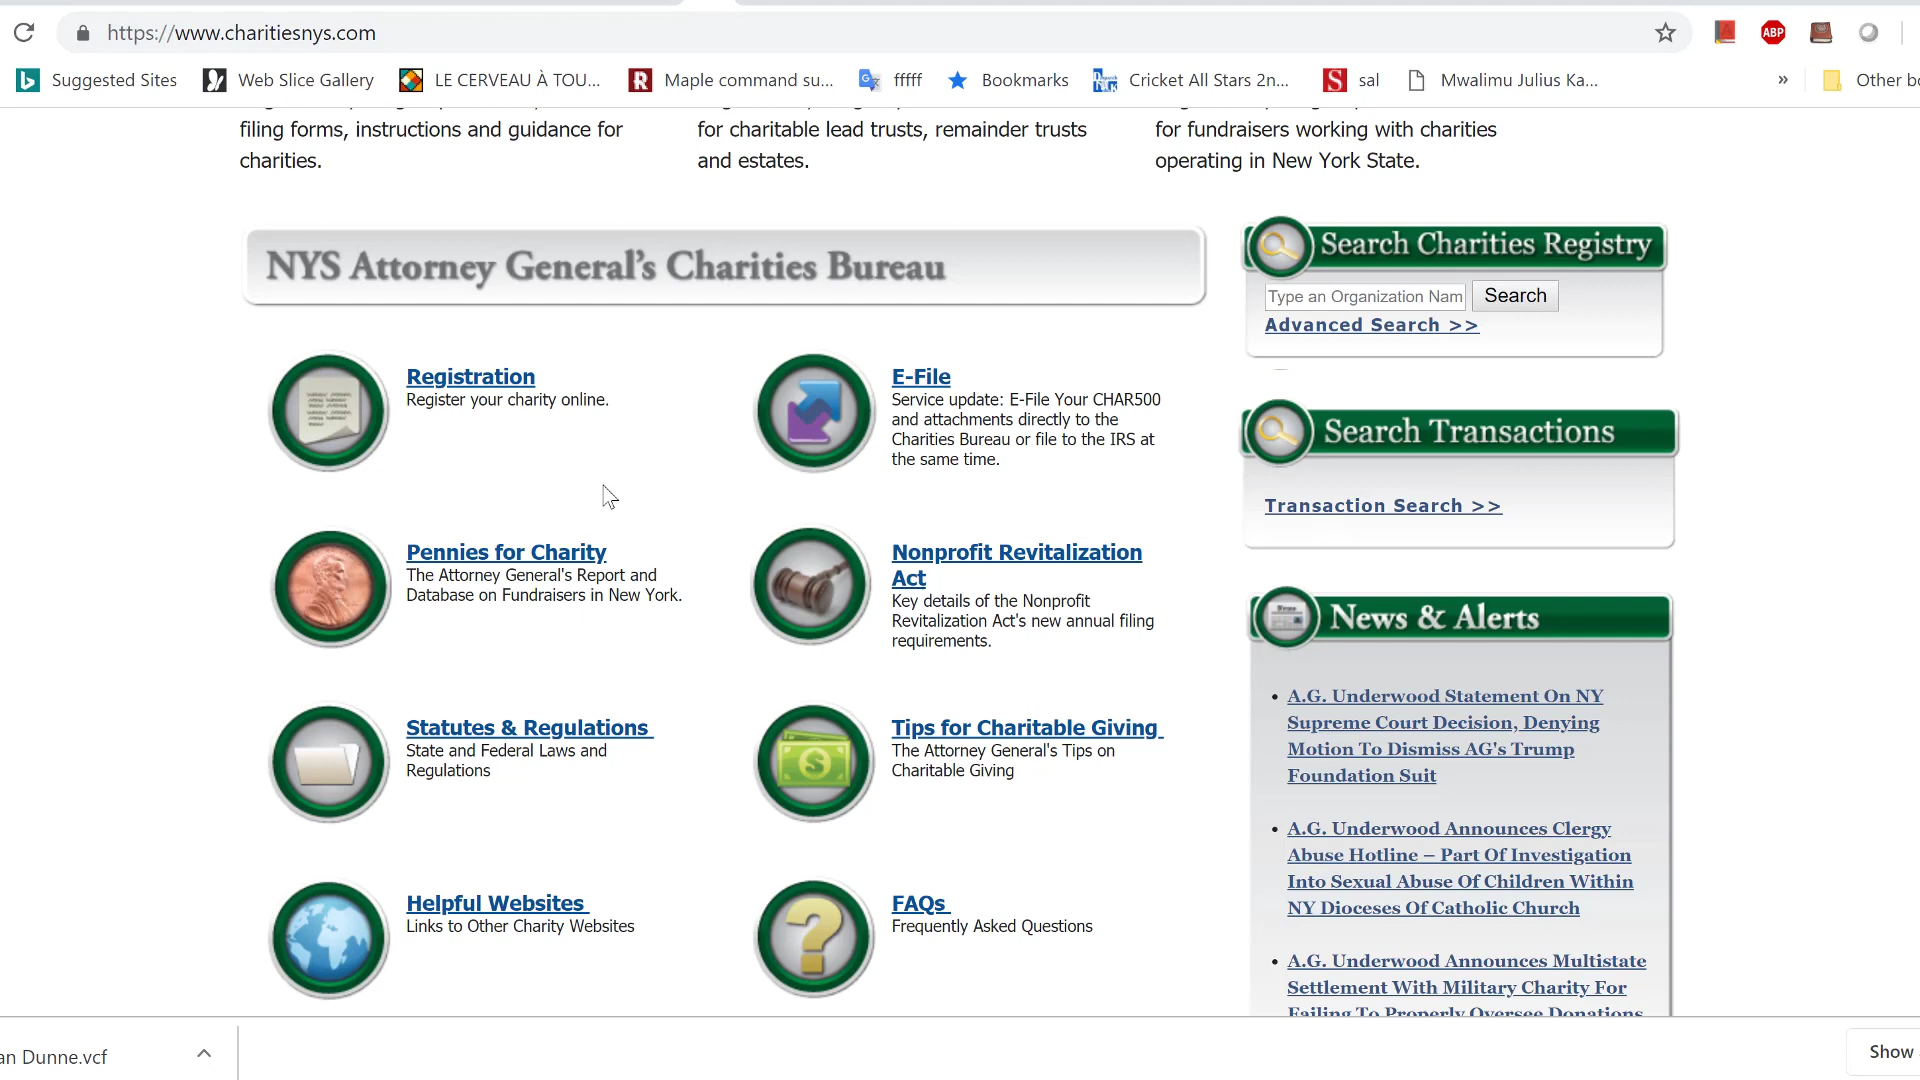 https://www.charitiesnys.com
ABP
Suggested Sites
Web Slice Gallery
LE CERVEAU À TOU...
Maple command su...
fffff
Bookmarks
Cricket All Stars 2n...
sal
Mwalimu Julius Ka...
»
Other bo
filing forms, instructions and guidance for
charities.
for charitable lead trusts, remainder trusts
and estates.
for fundraisers working with charities
operating in New York State.
NYS Attorney General's Charities Bureau
Registration
Register your charity online.
E-File
Service update: E-File Your CHAR500
and attachments directly to the
Charities Bureau or file to the IRS at
the same time.
Pennies for Charity
The Attorney General's Report and
Database on Fundraisers in New York.
Nonprofit Revitalization
Act
Key details of the Nonprofit
Revitalization Act's new annual filing
requirements.
Statutes & Regulations
State and Federal Laws and
Regulations
Tips for Charitable Giving
The Attorney General's Tips on
Charitable Giving
Helpful Websites
Links to Other Charity Websites
FAQs
Frequently Asked Questions
Search Charities Registry
Type an Organization Nam
Search
Advanced Search >>
Search Transactions
Transaction Search >>
News & Alerts
• A.G. Underwood Statement On NY
Supreme Court Decision, Denying
Motion To Dismiss AG's Trump
Foundation Suit
• A.G. Underwood Announces Clergy
Abuse Hotline – Part Of Investigation
Into Sexual Abuse Of Children Within
NY Dioceses Of Catholic Church
• A.G. Underwood Announces Multistate
Settlement With Military Charity For
Failing To Properly Oversee Donations
an Dunne.vcf
Show